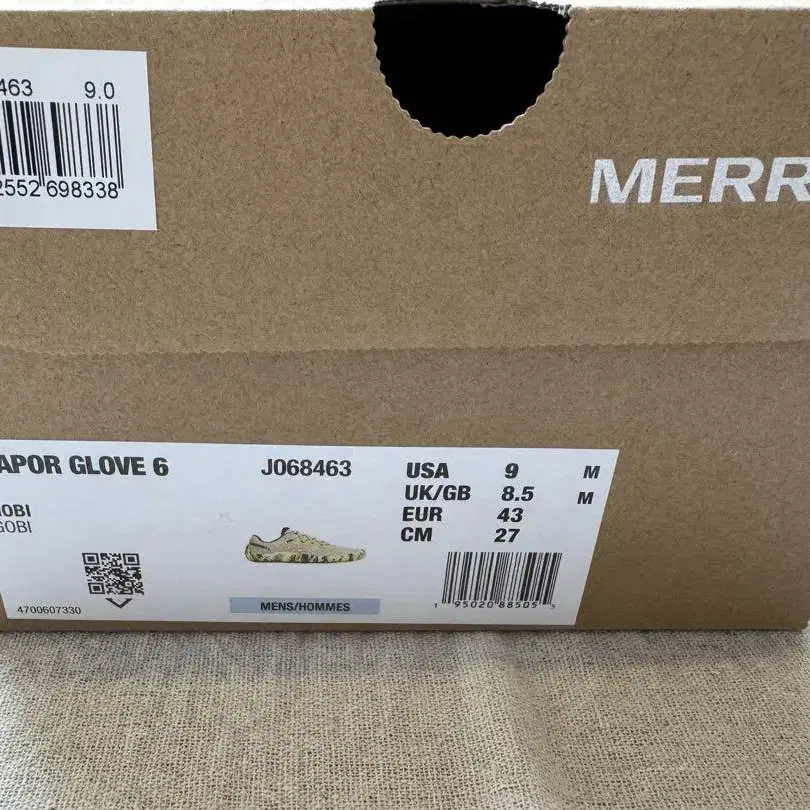 463 9.0
2552 698338
MERR
APOR GLOVE 6
J068463
OBI
GOBI
4700607330
MENS/HOMMES
USA 9 M
UK/GB 8.5 M
EUR 43
CM 27
1 95020 88505 5